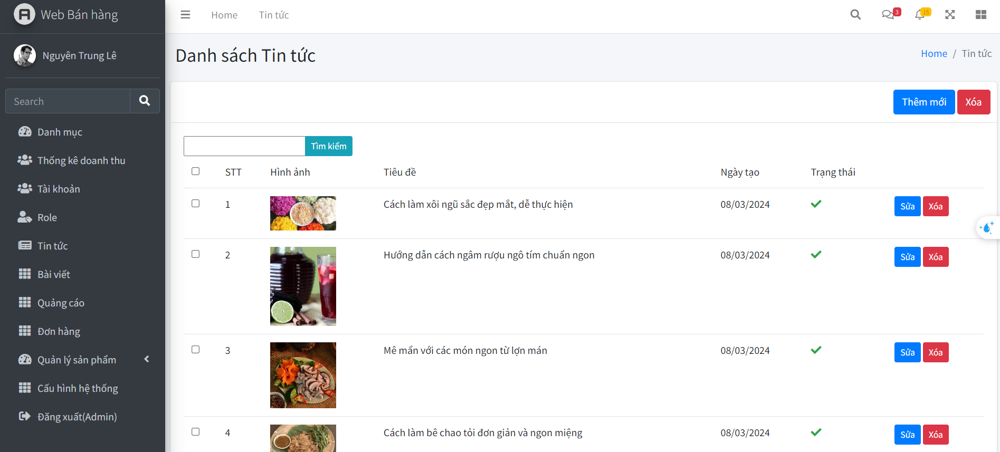 Web Bán hàng
Home
Tin tức
3
15
Nguyên Trung Lê
Search
Danh mục
Thống kê doanh thu
Tài khoản
Role
Tin tức
Bài viết
Quảng cáo
Đơn hàng
Quản lý sản phẩm
Cấu hình hệ thống
Đăng xuất(Admin)
Danh sách Tin tức
Home / Tin tức
Thêm mới
Xóa
Tìm kiếm
STT Hình ảnh Tiêu đề Ngày tạo Trạng thái
1 Cách làm xôi ngũ sắc đẹp mắt, dễ thực hiện 08/03/2024 Sửa Xóa
2 Hướng dẫn cách ngâm rượu ngô tím chuẩn ngon 08/03/2024 Sửa Xóa
3 Mê mẩn với các món ngon từ lợn mán 08/03/2024 Sửa Xóa
4 Cách làm bê chao tỏi đơn giản và ngon miệng 08/03/2024 Sửa Xóa